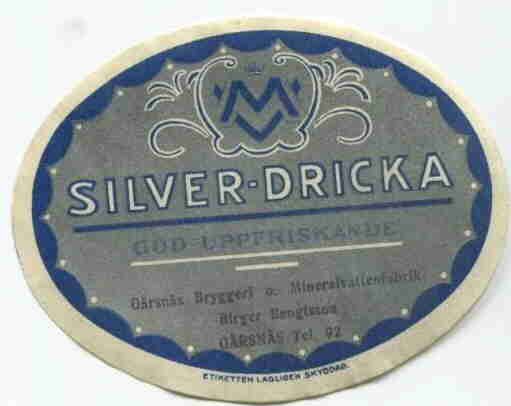 MV
SILVER-DRICKA
GOD UPPFRISKANDE
Gärsnäs Bryggeri o. Mineralvattenfabrik
Birger Bengtsson
GÄRSNÄS Tel. 92
ETIKETTEN LAGLIGEN SKYDDAD.